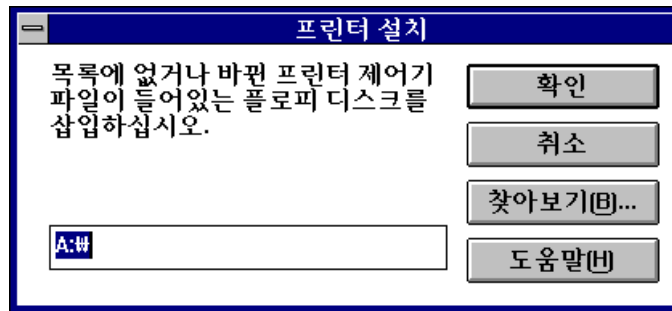 프린터 설치
목록에 없거나 바뀐 프린터 제어기
파일이 들어있는 플로피 디스크를
삽입하십시오.
A:₩
확인
취소
찾아보기(B)...
도움말(H)